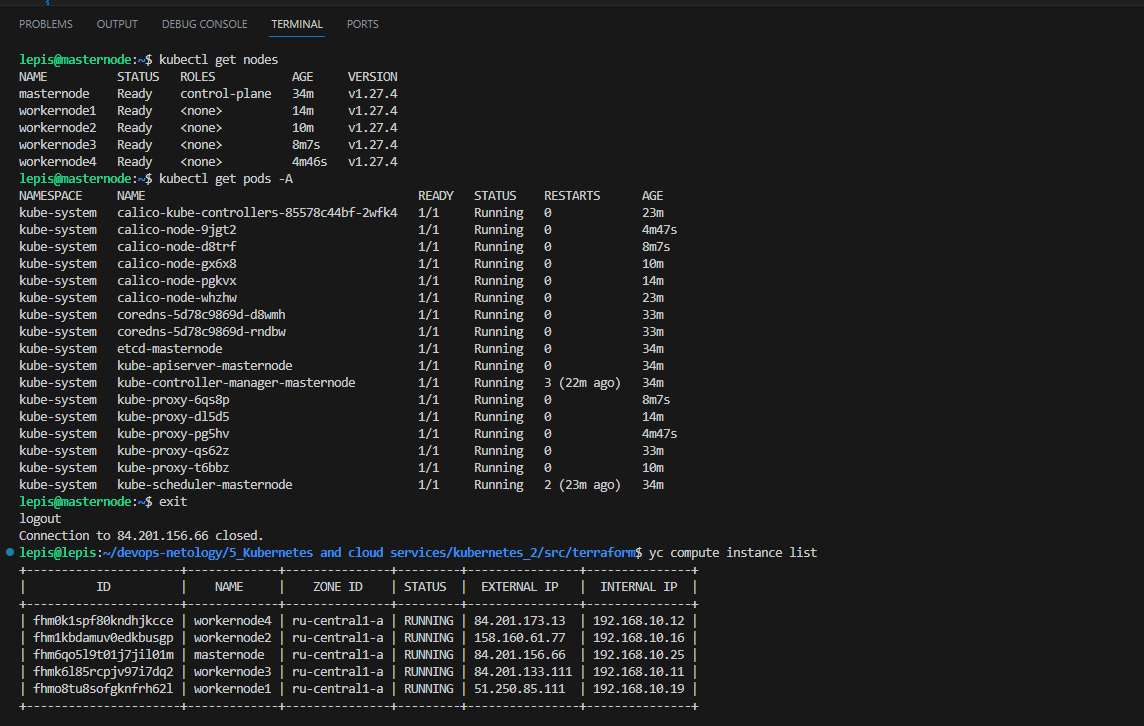 PROBLEMS OUTPUT DEBUG CONSOLE TERMINAL PORTS
lepis@masternode:~$ kubectl get nodes
NAME STATUS ROLES AGE VERSION
masternode Ready control-plane 34m v1.27.4
workernode1 Ready <none> 14m v1.27.4
workernode2 Ready <none> 10m v1.27.4
workernode3 Ready <none> 8m7s v1.27.4
workernode4 Ready <none> 4m46s v1.27.4
lepis@masternode:~$ kubectl get pods -A
NAMESPACE NAME READY STATUS RESTARTS AGE
kube-system calico-kube-controllers-85578c44bf-2wfk4 1/1 Running 0 23m
kube-system calico-node-9jgt2 1/1 Running 0 4m47s
kube-system calico-node-d8trf 1/1 Running 0 8m7s
kube-system calico-node-gx6x8 1/1 Running 0 10m
kube-system calico-node-pgkvx 1/1 Running 0 14m
kube-system calico-node-whzhw 1/1 Running 0 23m
kube-system coredns-5d78c9869d-d8wmh 1/1 Running 0 33m
kube-system coredns-5d78c9869d-rndbw 1/1 Running 0 33m
kube-system etcd-masternode 1/1 Running 0 34m
kube-system kube-apiserver-masternode 1/1 Running 0 34m
kube-system kube-controller-manager-masternode 1/1 Running 3 (22m ago) 34m
kube-system kube-proxy-6qs8p 1/1 Running 0 8m7s
kube-system kube-proxy-dl5d5 1/1 Running 0 14m
kube-system kube-proxy-pg5hv 1/1 Running 0 4m47s
kube-system kube-proxy-qs62z 1/1 Running 0 33m
kube-system kube-proxy-t6bbz 1/1 Running 0 10m
kube-system kube-scheduler-masternode 1/1 Running 2 (23m ago) 34m
lepis@masternode:~$ exit
logout
Connection to 84.201.156.66 closed.
lepis@lepis:~/devops-netology/5_Kubernetes and cloud services/kubernetes_2/src/terraform$ yc compute instance list
+----------------------+-------------+---------------+---------+----------------+---------------+
| ID | NAME | ZONE ID | STATUS | EXTERNAL IP | INTERNAL IP |
+----------------------+-------------+---------------+---------+----------------+---------------+
| fhm0k1spf80kndhjkcce | workernode4 | ru-central1-a | RUNNING | 84.201.173.13 | 192.168.10.12 |
| fhm1kbdamuv0edkbusgp | workernode2 | ru-central1-a | RUNNING | 158.160.61.77 | 192.168.10.16 |
| fhm6qo5l9t01j7jil01m | masternode | ru-central1-a | RUNNING | 84.201.156.66 | 192.168.10.25 |
| fhmk6l85rcpjv97i7dq2 | workernode3 | ru-central1-a | RUNNING | 84.201.133.111 | 192.168.10.11 |
| fhmo8tu8sofgknfrh62l | workernode1 | ru-central1-a | RUNNING | 51.250.85.111 | 192.168.10.19 |
+----------------------+-------------+---------------+---------+----------------+---------------+